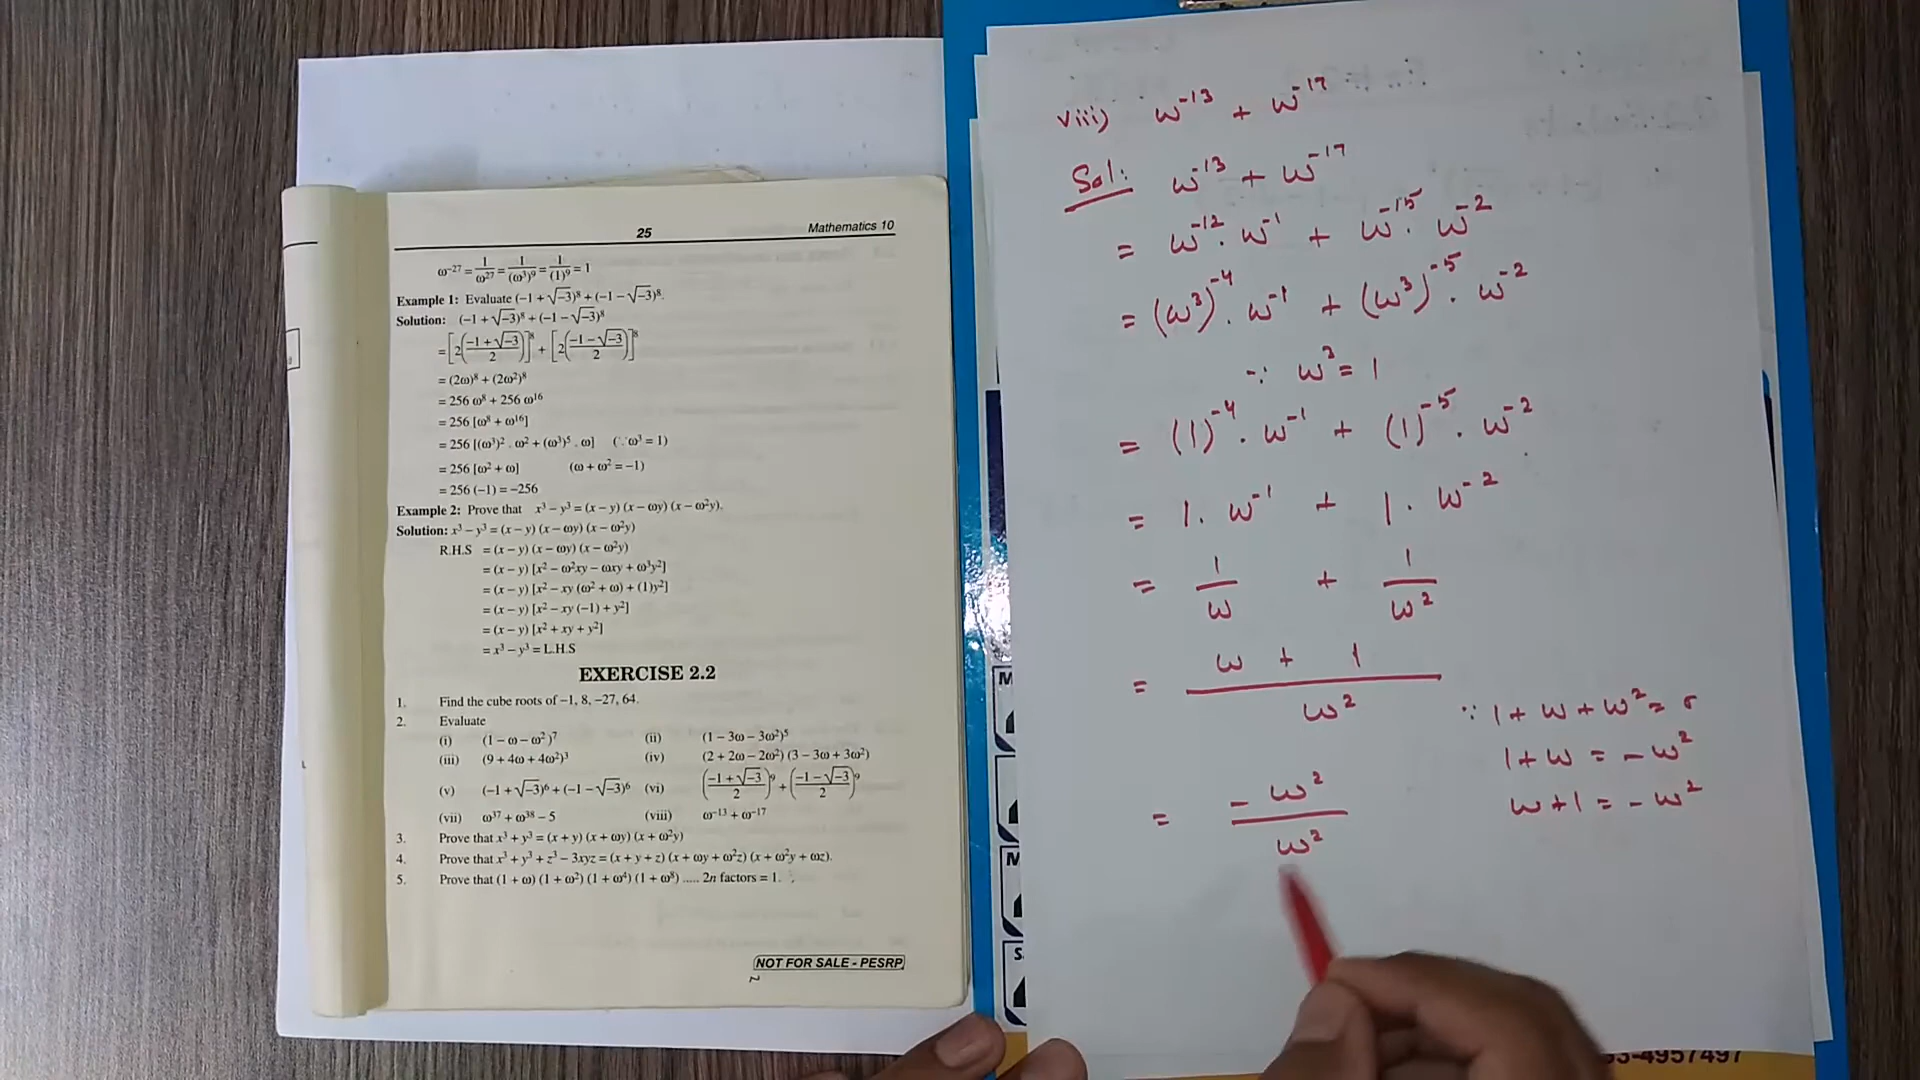 25 Mathematics 10
ω⁻²⁷ = 1/ω²⁷ = 1/(ω³)⁹ = 1/(1)⁹ = 1
Example 1: Evaluate (–1 + √–3)⁸ + (–1 – √–3)⁸.
Solution: (–1 + √–3)⁸ + (–1 – √–3)⁸
= [2((–1 + √–3)/2)]⁸ + [2((–1 – √–3)/2)]⁸
= (2ω)⁸ + (2ω²)⁸
= 256 ω⁸ + 256 ω¹⁶
= 256 [ω⁸ + ω¹⁶]
= 256 [(ω³)² . ω² + (ω³)⁵ . ω] (∵ ω³ = 1)
= 256 [ω² + ω] (ω + ω² = –1)
= 256 (–1) = –256
Example 2: Prove that x³ – y³ = (x – y) (x – ωy) (x – ω²y).
Solution: x³ – y³ = (x – y) (x – ωy) (x – ω²y)
R.H.S = (x – y) (x – ωy) (x – ω²y)
= (x – y) [x² – ω²xy – ωxy + ω³y²]
= (x – y) [x² – xy (ω² + ω) + (1)y²]
= (x – y) [x² – xy (–1) + y²]
= (x – y) [x² + xy + y²]
= x³ – y³ = L.H.S
EXERCISE 2.2
1. Find the cube roots of –1, 8, –27, 64.
2. Evaluate
(i) (1 – ω – ω²)⁷ (ii) (1 – 3ω – 3ω²)⁵
(iii) (9 + 4ω + 4ω²)³ (iv) (2 + 2ω – 2ω²) (3 – 3ω + 3ω²)
(v) (–1 + √–3)⁶ + (–1 – √–3)⁶ (vi) ((–1 + √–3)/2)⁹ + ((–1 – √–3)/2)⁹
(vii) ω³⁷ + ω³⁸ – 5 (viii) ω⁻¹³ + ω⁻¹⁷
3. Prove that x³ + y³ = (x + y) (x + ωy) (x + ω²y)
4. Prove that x³ + y³ + z³ – 3xyz = (x + y + z) (x + ωy + ω²z) (x + ω²y + ωz).
5. Prove that (1 + ω) (1 + ω²) (1 + ω⁴) (1 + ω⁸) ..... 2n factors = 1.
NOT FOR SALE - PESRP
viii) ω⁻¹³ + ω⁻¹⁷
Sol: ω⁻¹³ + ω⁻¹⁷
= ω⁻¹² . ω⁻¹ + ω⁻¹⁵ . ω⁻²
= (ω³)⁻⁴ . ω⁻¹ + (ω³)⁻⁵ . ω⁻²
∵ ω³ = 1
= (1)⁻⁴ . ω⁻¹ + (1)⁻⁵ . ω⁻²
= 1 . ω⁻¹ + 1 . ω⁻²
= 1/ω + 1/ω²
= (ω + 1)/ω²
∵ 1 + ω + ω² = 0
1 + ω = – ω²
ω + 1 = – ω²
= – ω²/ω²